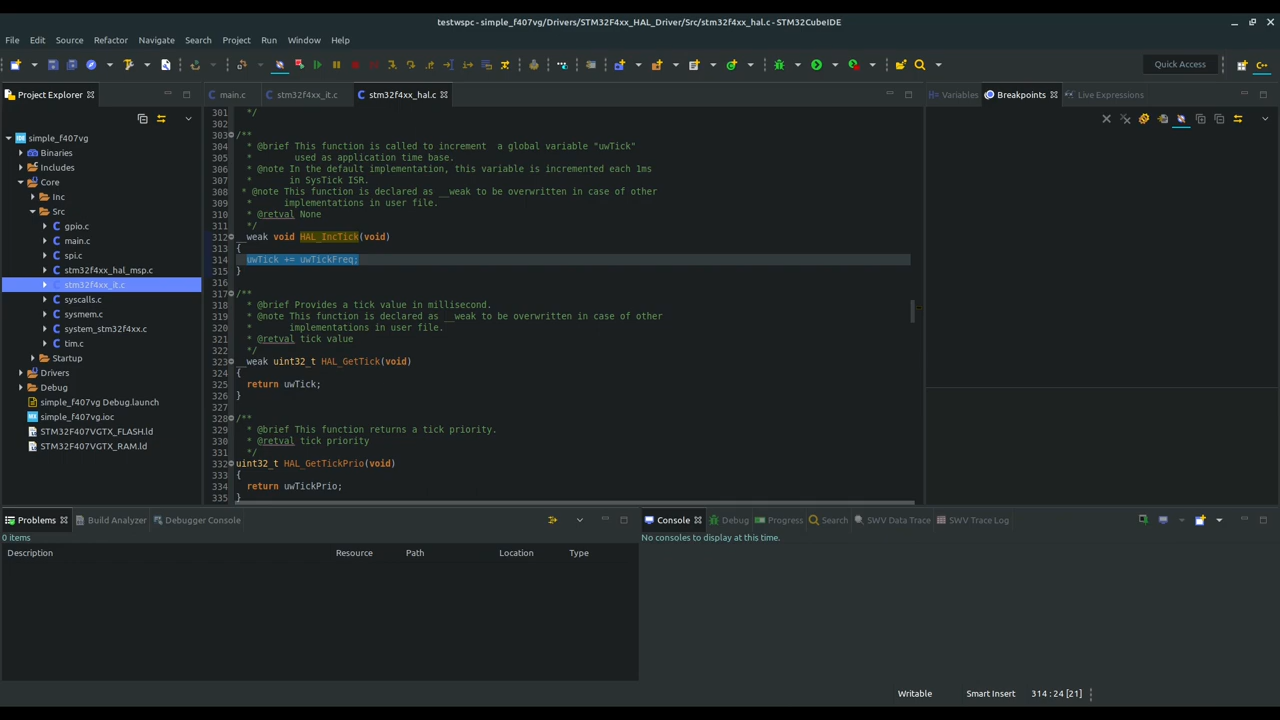 testwspc - simple_f407vg/Drivers/STM32F4xx_HAL_Driver/Src/stm32f4xx_hal.c - STM32CubeIDE
File Edit Source Refactor Navigate Search Project Run Window Help
Quick Access
Project Explorer
simple_f407vg
Binaries
Includes
Core
Inc
Src
gpio.c
main.c
spi.c
stm32f4xx_hal_msp.c
stm32f4xx_it.c
syscalls.c
sysmem.c
system_stm32f4xx.c
tim.c
Startup
Drivers
Debug
simple_f407vg Debug.launch
simple_f407vg.ioc
STM32F407VGTX_FLASH.ld
STM32F407VGTX_RAM.ld
main.c stm32f4xx_it.c stm32f4xx_hal.c
301 */
302
303 /**
304 * @brief This function is called to increment  a global variable "uwTick"
305 *        used as application time base.
306 * @note In the default implementation, this variable is incremented each 1ms
307 *       in SysTick ISR.
308 * @note This function is declared as __weak to be overwritten in case of other
309 *      implementations in user file.
310 * @retval None
311 */
312 __weak void HAL_IncTick(void)
313 {
314 uwTick += uwTickFreq;
315 }
316
317 /**
318 * @brief Provides a tick value in millisecond.
319 * @note This function is declared as __weak to be overwritten in case of other
320 *       implementations in user file.
321 * @retval tick value
322 */
323 __weak uint32_t HAL_GetTick(void)
324 {
325 return uwTick;
326 }
327
328 /**
329 * @brief This function returns a tick priority.
330 * @retval tick priority
331 */
332 uint32_t HAL_GetTickPrio(void)
333 {
334 return uwTickPrio;
335 }
Variables Breakpoints Live Expressions
Problems Build Analyzer Debugger Console
0 items
Description Resource Path Location Type
Console Debug Progress Search SWV Data Trace SWV Trace Log
No consoles to display at this time.
Writable Smart Insert 314 : 24 [21]